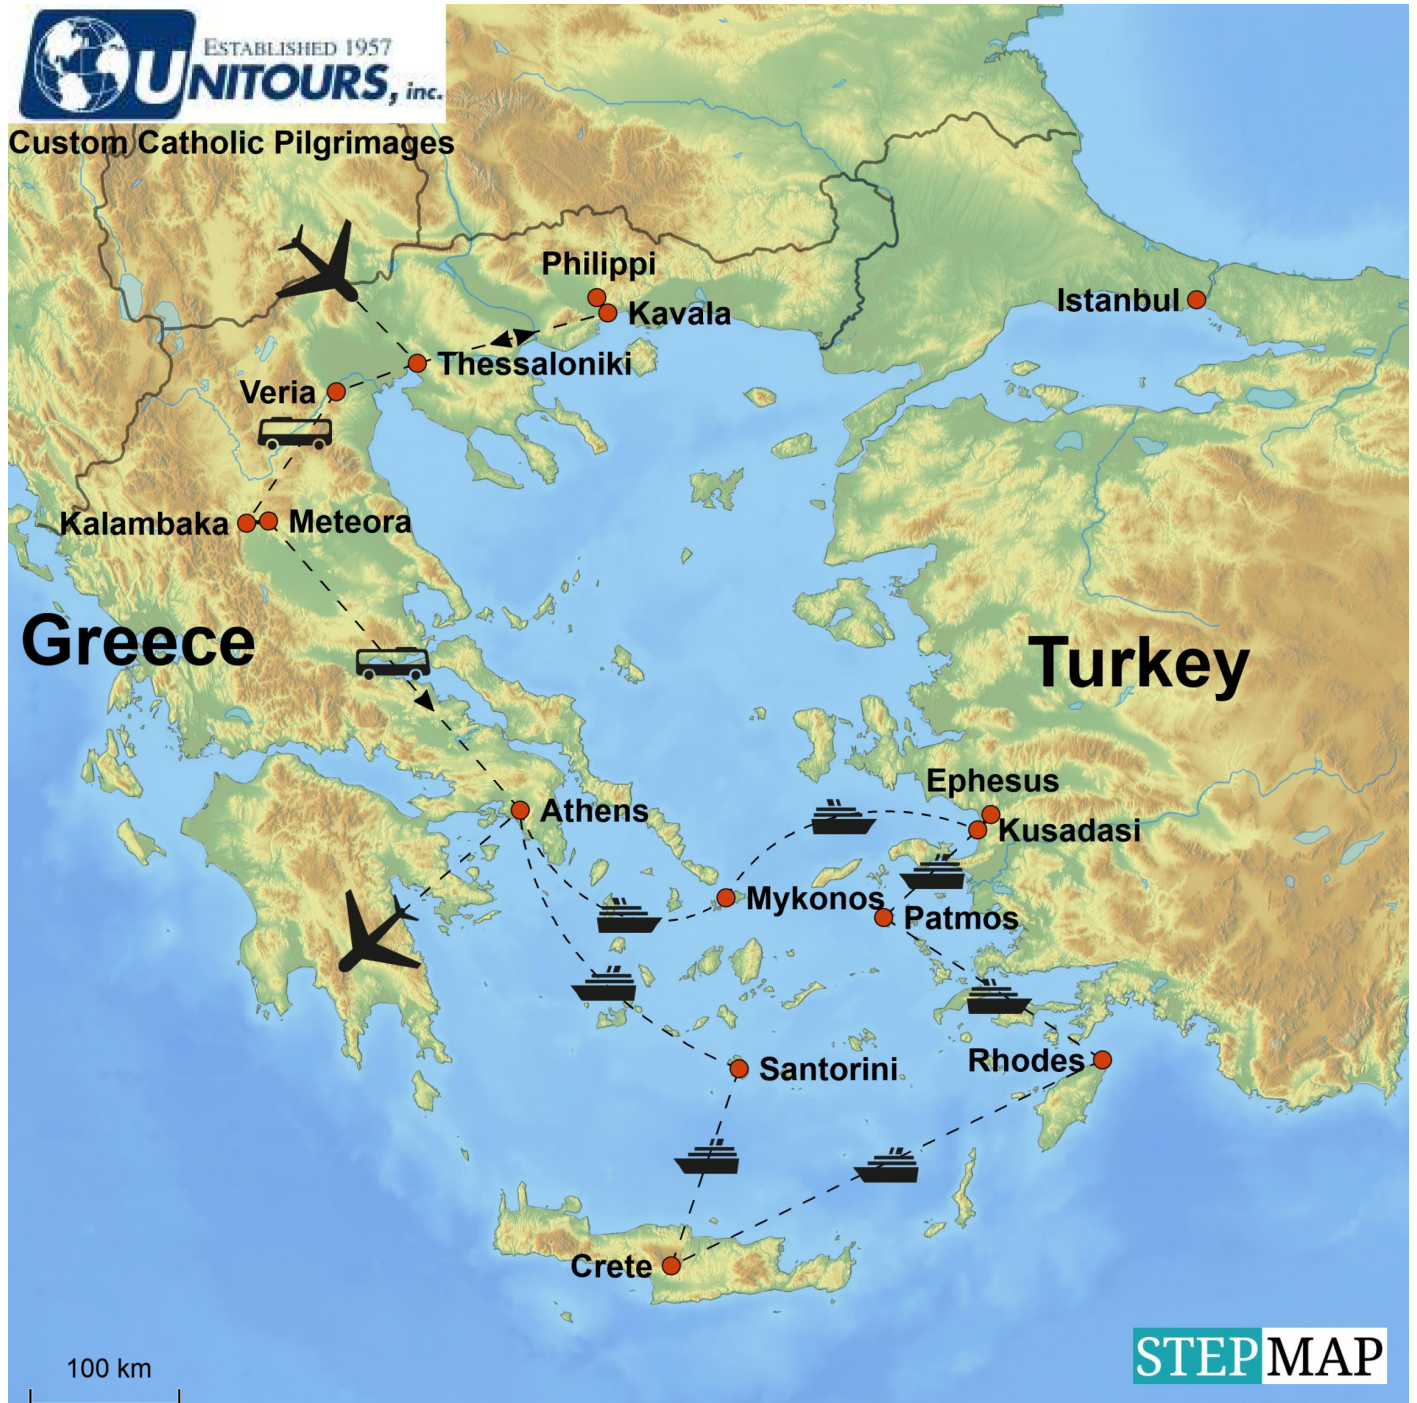 ESTABLISHED 1957
UNITOURS, inc.
Custom Catholic Pilgrimages
Philippi
Kavala
Istanbul
Thessaloniki
Veria
Kalambaka
Meteora
Greece
Turkey
Ephesus
Kusadasi
Athens
Mykonos
Patmos
Santorini
Rhodes
Crete
100 km
STEPMAP